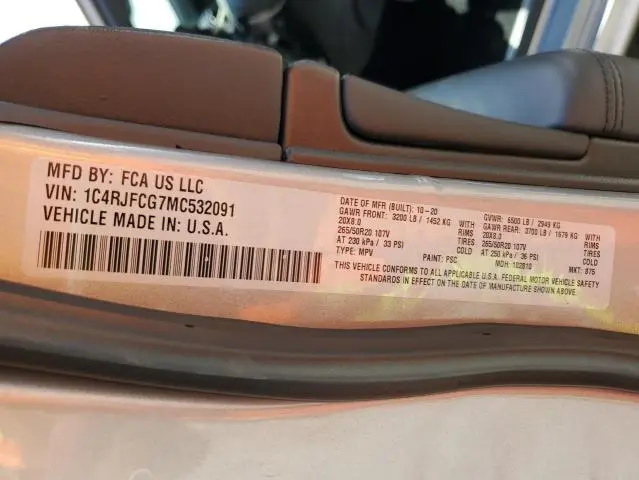 MFD BY: FCA US LLC
VIN: 1C4RJFCG7MC532091
VEHICLE MADE IN: U.S.A.
DATE OF MFR (BUILT): 10-20
GAWR FRONT: 3200 LB / 1452 KG WITH
20X8.0 RIMS
265/50R20 107V TIRES
AT 230 kPa / 33 PSI COLD
TYPE: MPV PAINT: PSC
GVWR: 6500 LB / 2949 KG
GAWR REAR: 3700 LB / 1679 KG WITH
20X8.0 RIMS
265/50R20 107V TIRES
AT 250 kPa / 36 PSI COLD
MDH: 102810 MKT: 875
THIS VEHICLE CONFORMS TO ALL APPLICABLE U.S.A. FEDERAL MOTOR VEHICLE SAFETY
STANDARDS IN EFFECT ON THE DATE OF MANUFACTURE SHOWN ABOVE.